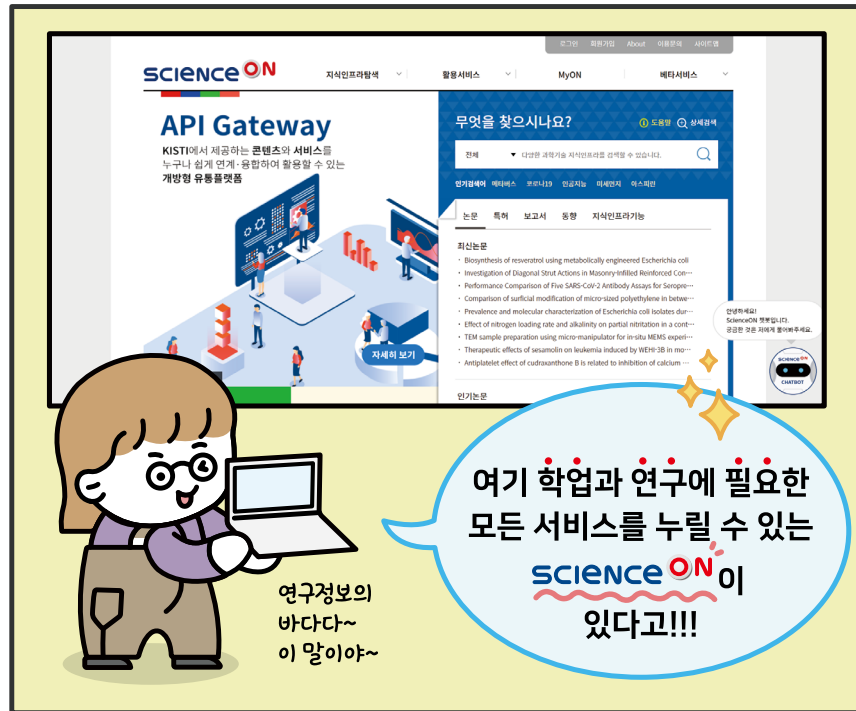 로그인 회원가입 About 이용문의 사이트맵
SCIENCE ON 지식인프라탐색 활용서비스 MyON 베타서비스
API Gateway
KISTI에서 제공하는 콘텐츠와 서비스를
누구나 쉽게 연계·융합하여 활용할 수 있는
개방형 유통플랫폼
자세히 보기
무엇을 찾으시나요? 도움말 상세검색
전체 다양한 과학기술 지식인프라를 검색할 수 있습니다.
인기검색어 메타버스 코로나19 인공지능 미세먼지 아스피린
논문 특허 보고서 동향 지식인프라기능
최신논문
· Biosynthesis of resveratrol using metabolically engineered Escherichia coli
· Investigation of Diagonal Strut Actions in Masonry-Infilled Reinforced Con···
· Performance Comparison of Five SARS-CoV-2 Antibody Assays for Seropre···
· Comparison of surficial modification of micro-sized polyethylene in betwe···
· Prevalence and molecular characterization of Escherichia coli isolates dur···
· Effect of nitrogen loading rate and alkalinity on partial nitritation in a cont···
· TEM sample preparation using micro-manipulator for in-situ MEMS experi···
· Therapeutic effects of sesamolin on leukemia induced by WEHI-3B in mo···
· Antiplatelet effect of cudraxanthone B is related to inhibition of calcium ···
인기논문
안녕하세요!
ScienceON 챗봇입니다.
궁금한 것은 저에게 물어봐주세요.
SCIENCE ON
CHATBOT
여기 학업과 연구에 필요한
모든 서비스를 누릴 수 있는
SCIENCE ON이
있다고!!!
연구정보의
바다다~
이 말이야~